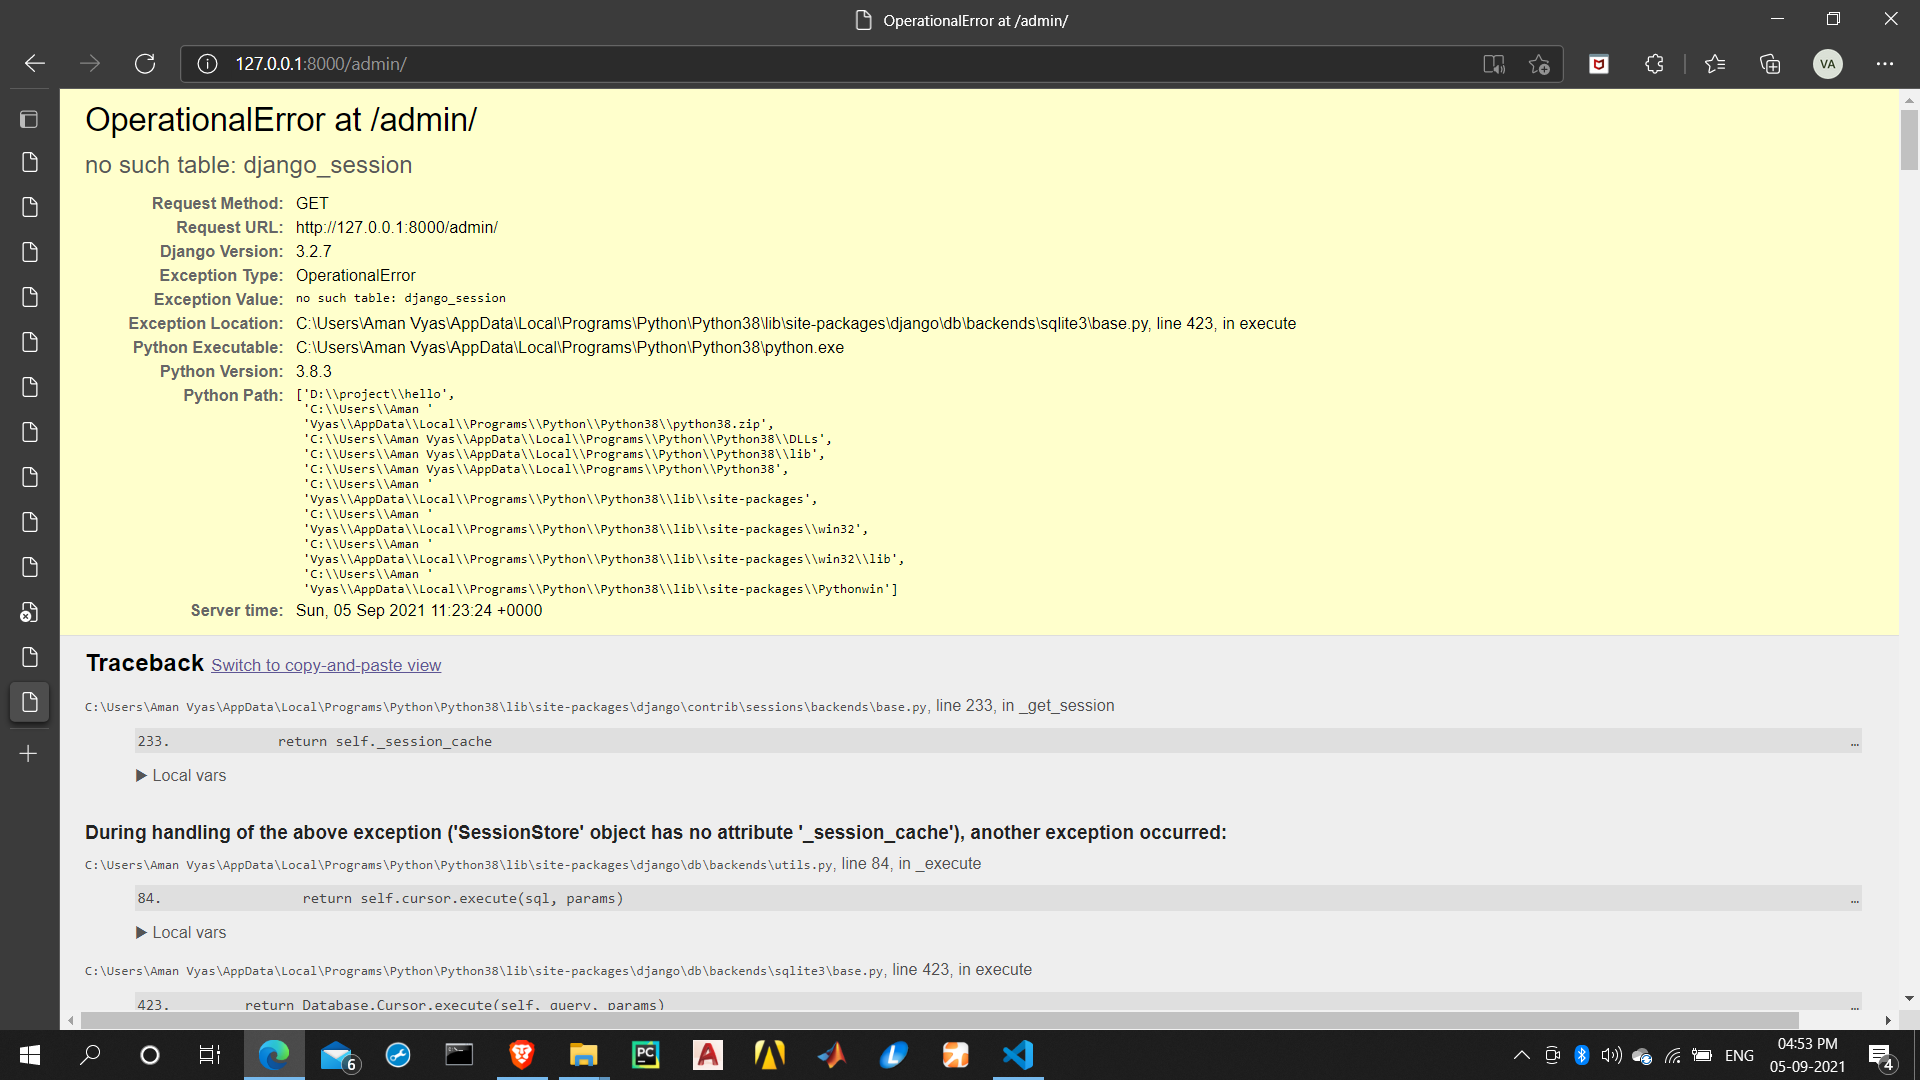 OperationalError at /admin/
127.0.0.1:8000/admin/
VA
OperationalError at /admin/
no such table: django_session
Request Method: GET
Request URL: http://127.0.0.1:8000/admin/
Django Version: 3.2.7
Exception Type: OperationalError
Exception Value: no such table: django_session
Exception Location: C:\Users\Aman Vyas\AppData\Local\Programs\Python\Python38\lib\site-packages\django\db\backends\sqlite3\base.py, line 423, in execute
Python Executable: C:\Users\Aman Vyas\AppData\Local\Programs\Python\Python38\python.exe
Python Version: 3.8.3
Python Path: ['D:\\project\\hello',
'C:\\Users\\Aman '
'Vyas\\AppData\\Local\\Programs\\Python\\Python38\\python38.zip',
'C:\\Users\\Aman Vyas\\AppData\\Local\\Programs\\Python\\Python38\\DLLs',
'C:\\Users\\Aman Vyas\\AppData\\Local\\Programs\\Python\\Python38\\lib',
'C:\\Users\\Aman Vyas\\AppData\\Local\\Programs\\Python\\Python38',
'C:\\Users\\Aman '
'Vyas\\AppData\\Local\\Programs\\Python\\Python38\\lib\\site-packages',
'C:\\Users\\Aman '
'Vyas\\AppData\\Local\\Programs\\Python\\Python38\\lib\\site-packages\\win32',
'C:\\Users\\Aman '
'Vyas\\AppData\\Local\\Programs\\Python\\Python38\\lib\\site-packages\\win32\\lib',
'C:\\Users\\Aman '
'Vyas\\AppData\\Local\\Programs\\Python\\Python38\\lib\\site-packages\\Pythonwin']
Server time: Sun, 05 Sep 2021 11:23:24 +0000
Traceback Switch to copy-and-paste view
C:\Users\Aman Vyas\AppData\Local\Programs\Python\Python38\lib\site-packages\django\contrib\sessions\backends\base.py, line 233, in _get_session
233. return self._session_cache …
▶ Local vars
During handling of the above exception ('SessionStore' object has no attribute '_session_cache'), another exception occurred:
C:\Users\Aman Vyas\AppData\Local\Programs\Python\Python38\lib\site-packages\django\db\backends\utils.py, line 84, in _execute
84. return self.cursor.execute(sql, params) …
▶ Local vars
C:\Users\Aman Vyas\AppData\Local\Programs\Python\Python38\lib\site-packages\django\db\backends\sqlite3\base.py, line 423, in execute
423. return Database.Cursor.execute(self, query, params) …
6
PC
A
ENG
04:53 PM
05-09-2021
4